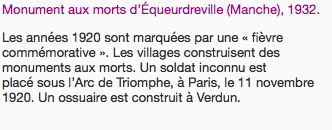 Monument aux morts d’Équeurdreville (Manche), 1932.
Les années 1920 sont marquées par une « fièvre
commémorative ». Les villages construisent des
monuments aux morts. Un soldat inconnu est
placé sous l’Arc de Triomphe, à Paris, le 11 novembre
1920. Un ossuaire est construit à Verdun.